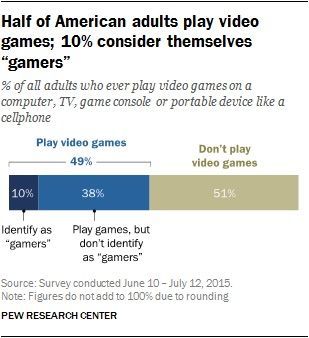 Half of American adults play video
games; 10% consider themselves
“gamers”
% of all adults who ever play video games on a
computer, TV, game console or portable device like a
cellphone
Play video games
49%
Don't play
video games
10%
38%
51%
Identify as
“gamers”
Play games, but
don't identify
as “gamers”
Source: Survey conducted June 10 – July 12, 2015.
Note: Figures do not add to 100% due to rounding
PEW RESEARCH CENTER